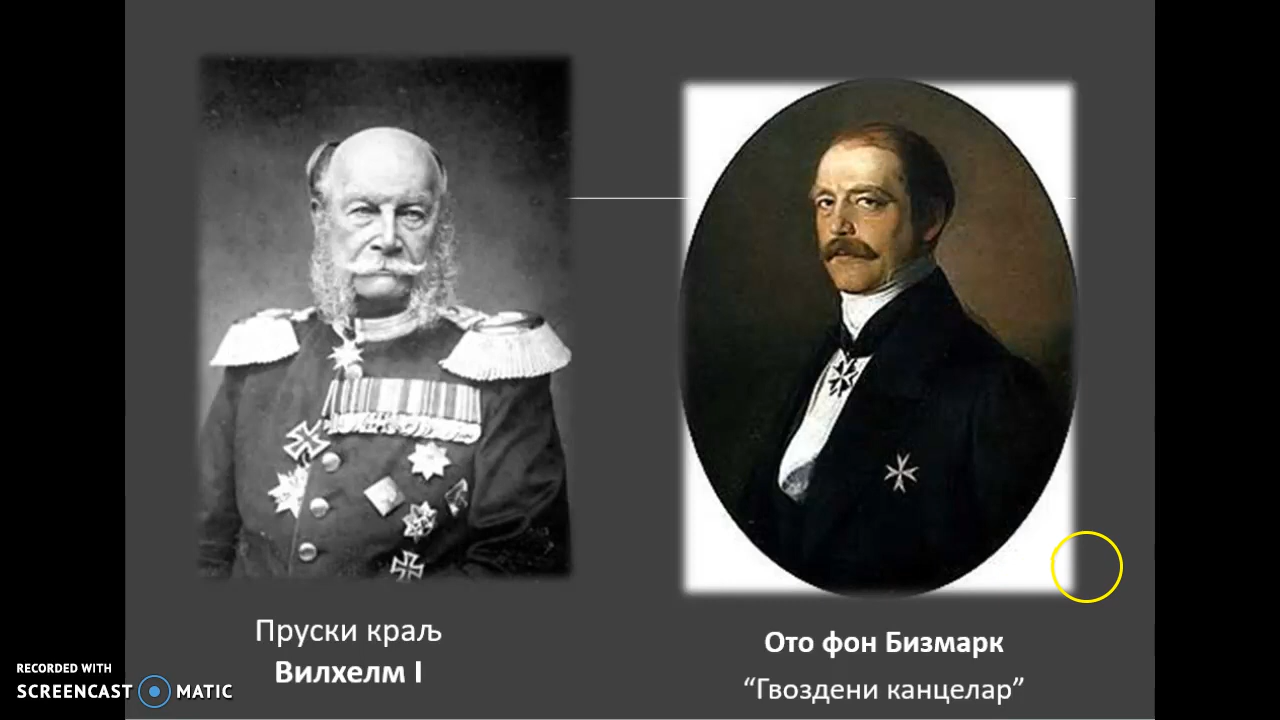 Пруски краљ
Вилхелм I
Ото фон Бизмарк
“Гвоздени канцелар”
RECORDED WITH
SCREENCAST MATIC